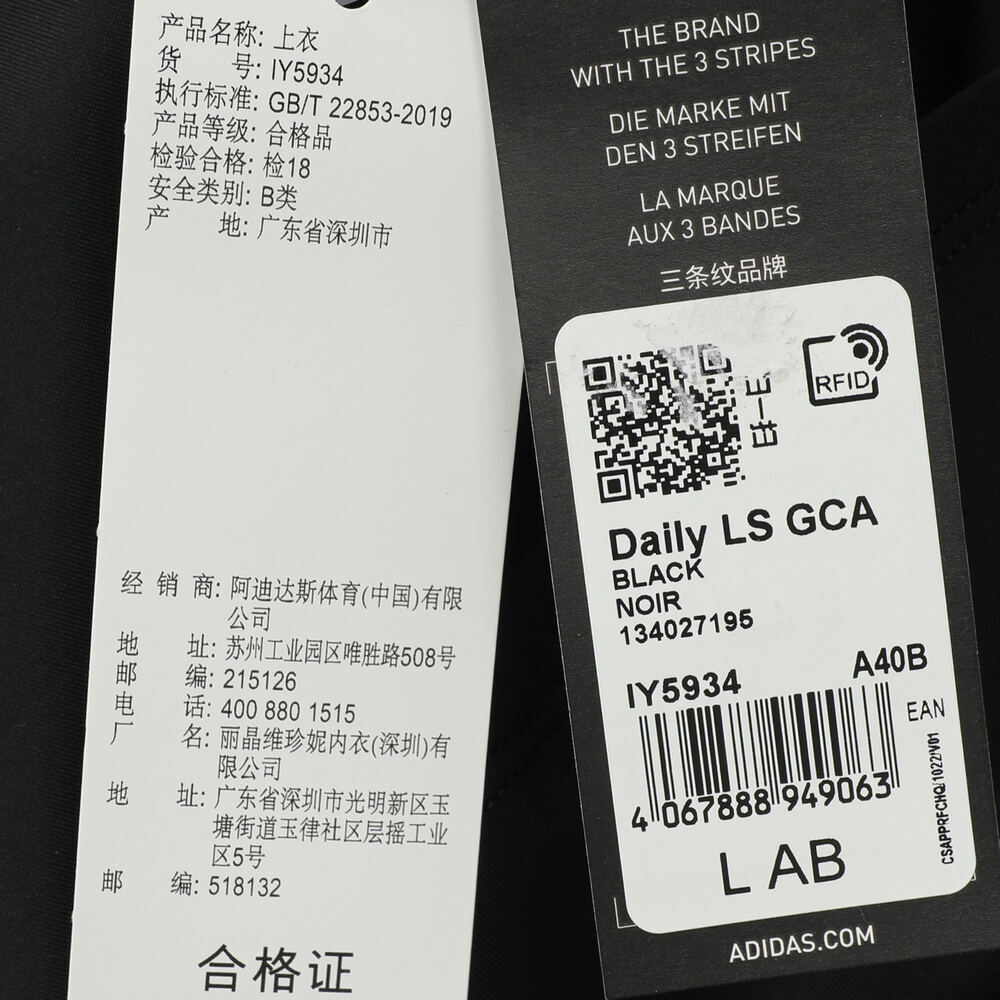 产品名称: 上衣
货 号: IY5934
执行标准: GB/T 22853-2019
产品等级: 合格品
检验合格: 检18
安全类别: B类
产 地: 广东省深圳市
经 销 商: 阿迪达斯体育(中国)有限
公司
地 址: 苏州工业园区唯胜路508号
邮 编: 215126
电 话: 400 880 1515
厂 名: 丽晶维珍妮内衣(深圳)有
限公司
地 址: 广东省深圳市光明新区玉
塘街道玉律社区层摇工业
区5号
邮 编: 518132
合格证
THE BRAND
WITH THE 3 STRIPES
DIE MARKE MIT
DEN 3 STREIFEN
LA MARQUE
AUX 3 BANDES
三条纹品牌
RFID
E-E
Daily LS GCA
BLACK
NOIR
134027195
IY5934 A40B
EAN
4 067888 949063
CSAPPRFCHQ/1022/V01
L AB
ADIDAS.COM